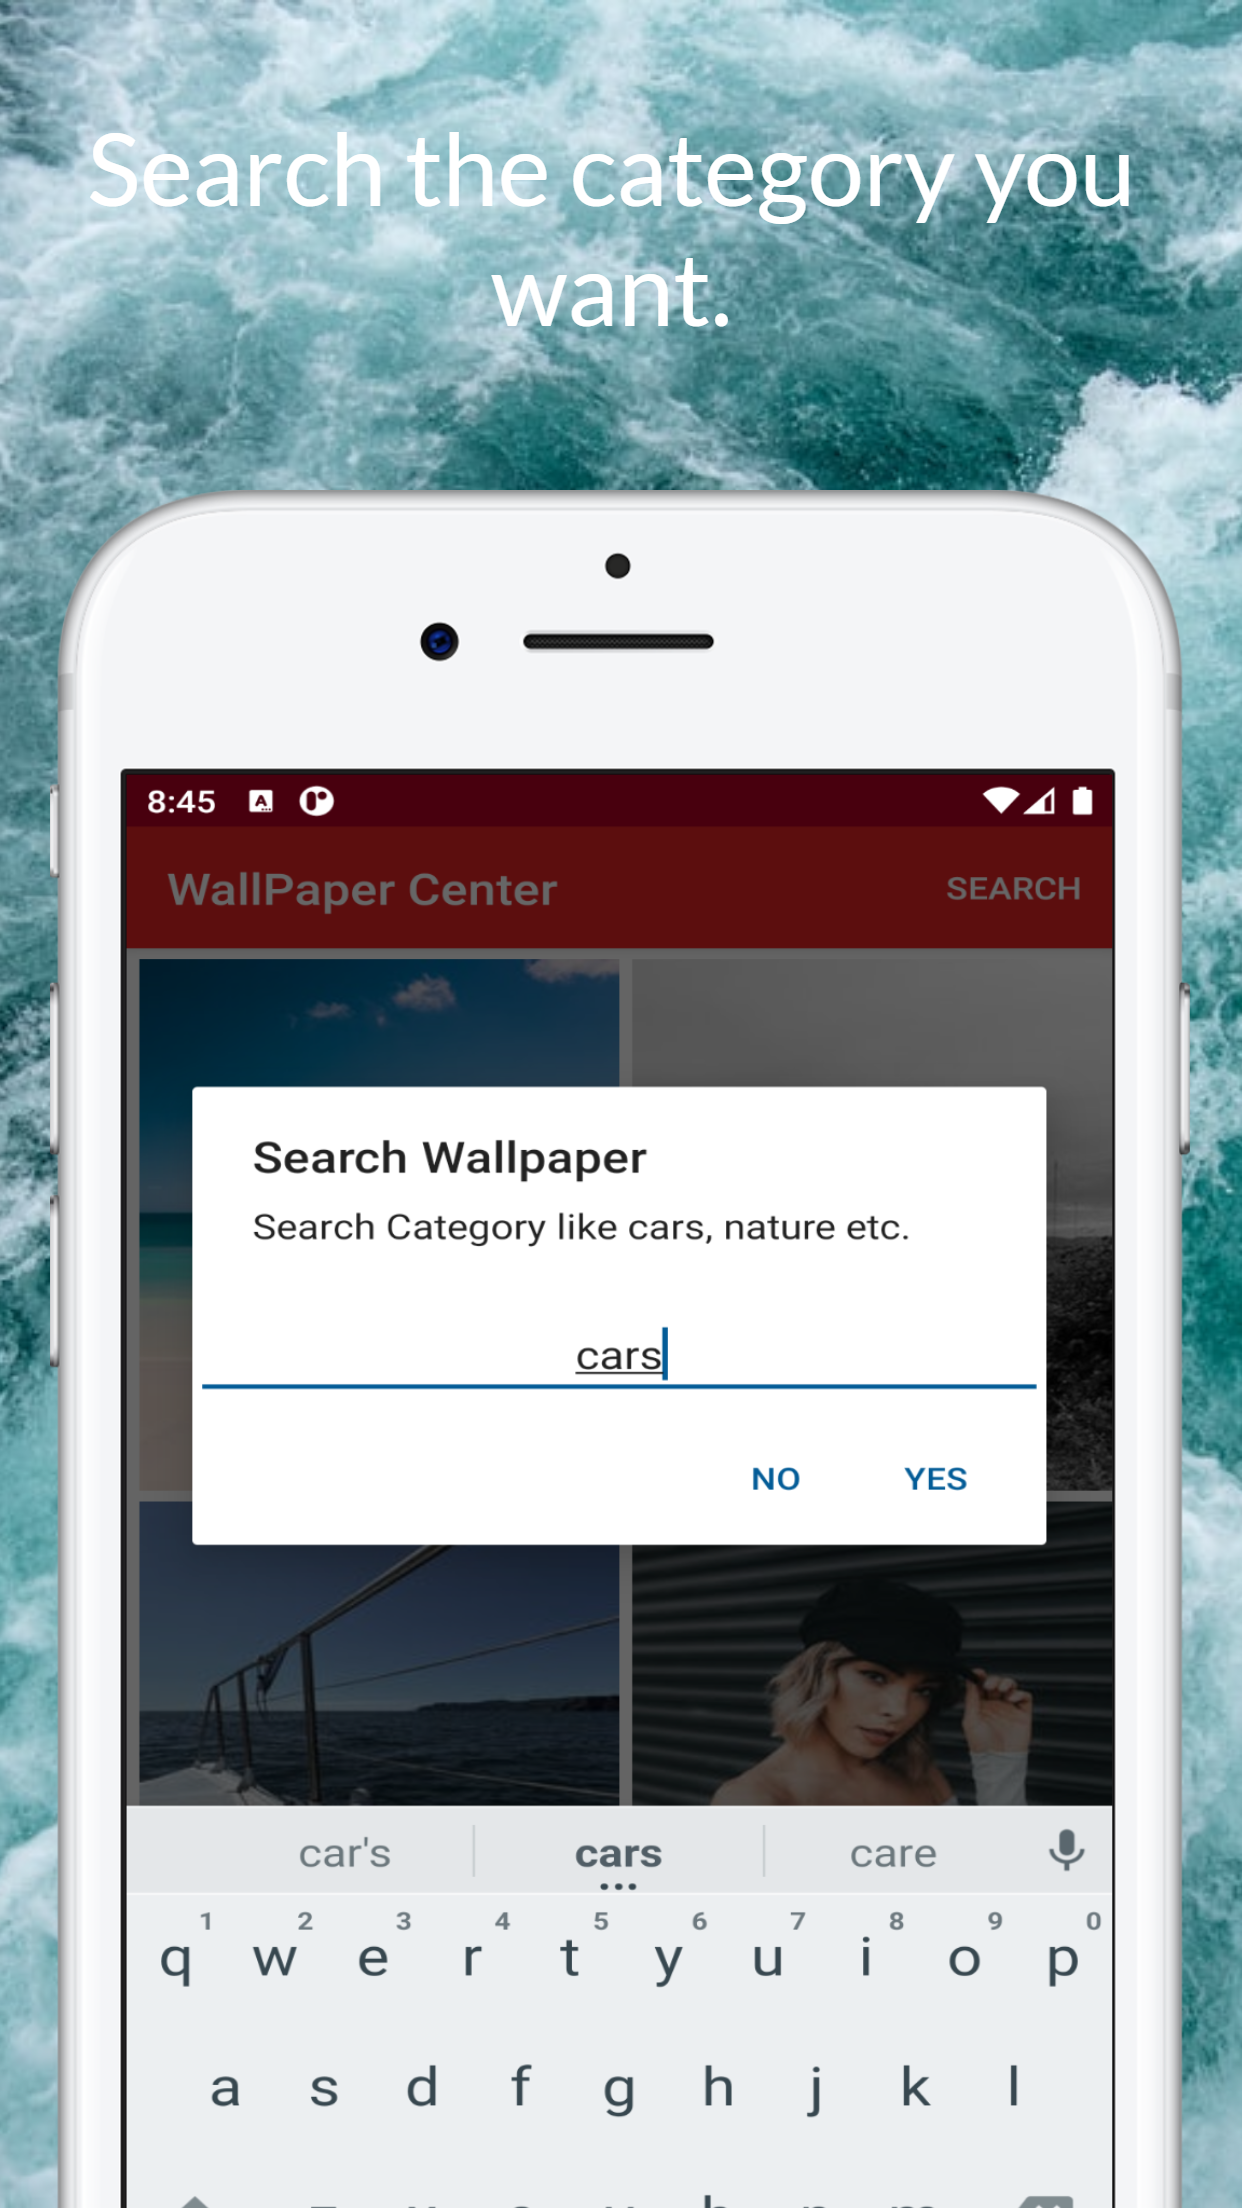 Search the category you
want.
8:45
WallPaper Center SEARCH
Search Wallpaper
Search Category like cars, nature etc.
cars
NO YES
car's cars care
1 2 3 4 5 6 7 8 9 0
q w e r t y u i o p
a s d f g h j k l